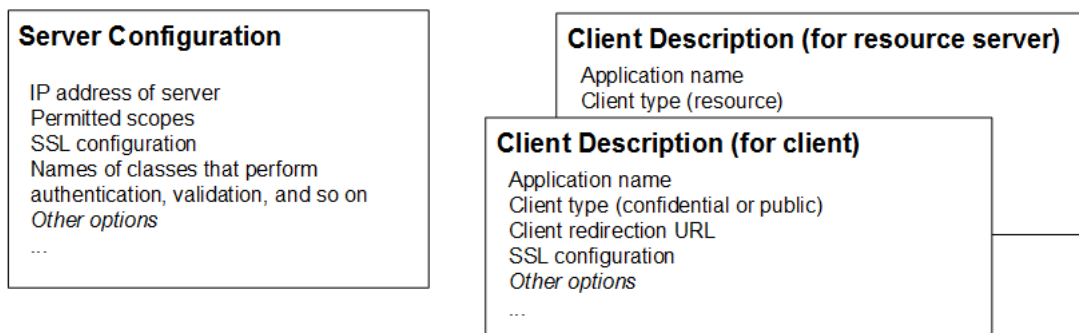 Server Configuration
IP address of server
Permitted scopes
SSL configuration
Names of classes that perform
authentication, validation, and so on
Other options
...
Client Description (for resource server)
Application name
Client type (resource)
Client Description (for client)
Application name
Client type (confidential or public)
Client redirection URL
SSL configuration
Other options
...